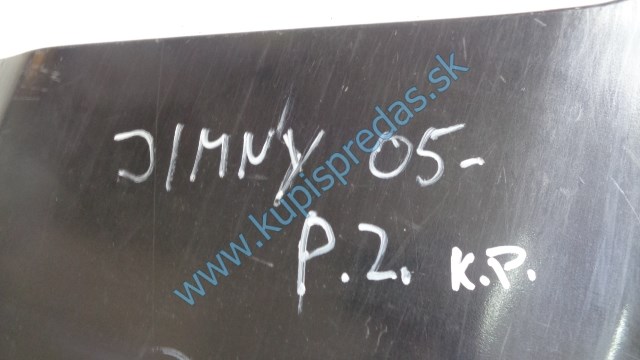 JIMNY 05-
P.Z. K.P.
www.kupispredas.sk